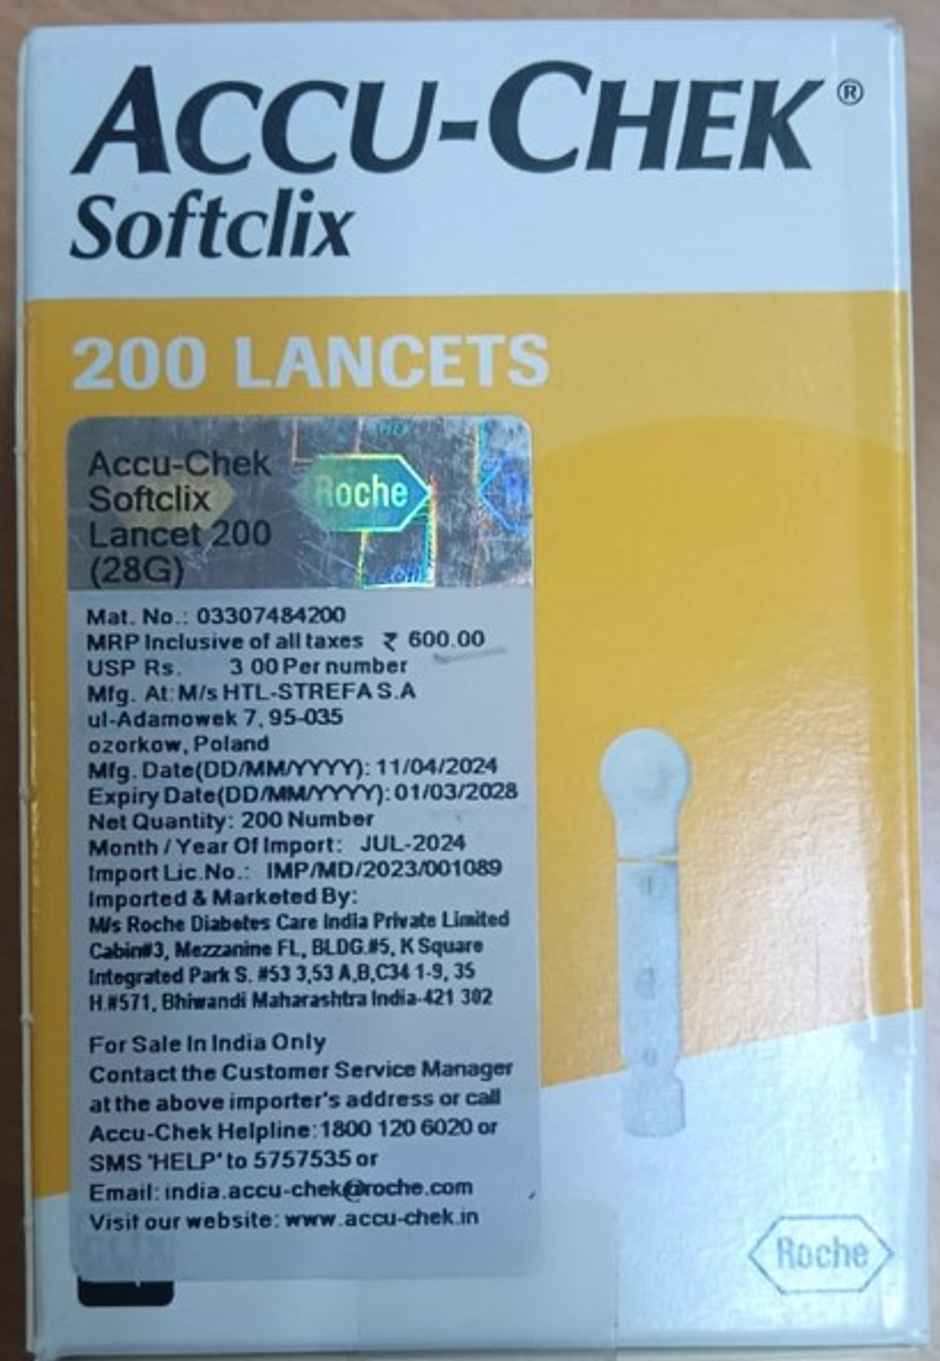 ACCU-CHEK®
Softclix
200 LANCETS
Accu-Chek
Softclix
Lancet 200
(28G)
Roche
Mat. No.: 03307484200
MRP Inclusive of all taxes ₹ 600.00
USP Rs. 3 00 Per number
Mfg. At: M/s HTL-STREFA S.A
ul-Adamowek 7, 95-035
ozorkow, Poland
Mfg. Date(DD/MM/YYYY): 11/04/2024
Expiry Date(DD/MM/YYYY): 01/03/2028
Net Quantity: 200 Number
Month / Year Of Import: JUL-2024
Import Lic.No.: IMP/MD/2023/001089
Imported & Marketed By:
M/s Roche Diabetes Care India Private Limited
Cabin#3, Mezzanine FL, BLDG.#5, K Square
Integrated Park S. #53 3,53 A,B,C34 1-9, 35
H.#571, Bhiwandi Maharashtra India-421 302
For Sale In India Only
Contact the Customer Service Manager
at the above importer's address or call
Accu-Chek Helpline: 1800 120 6020 or
SMS 'HELP' to 5757535 or
Email: india.accu-chek@roche.com
Visit our website: www.accu-chek.in
Roche